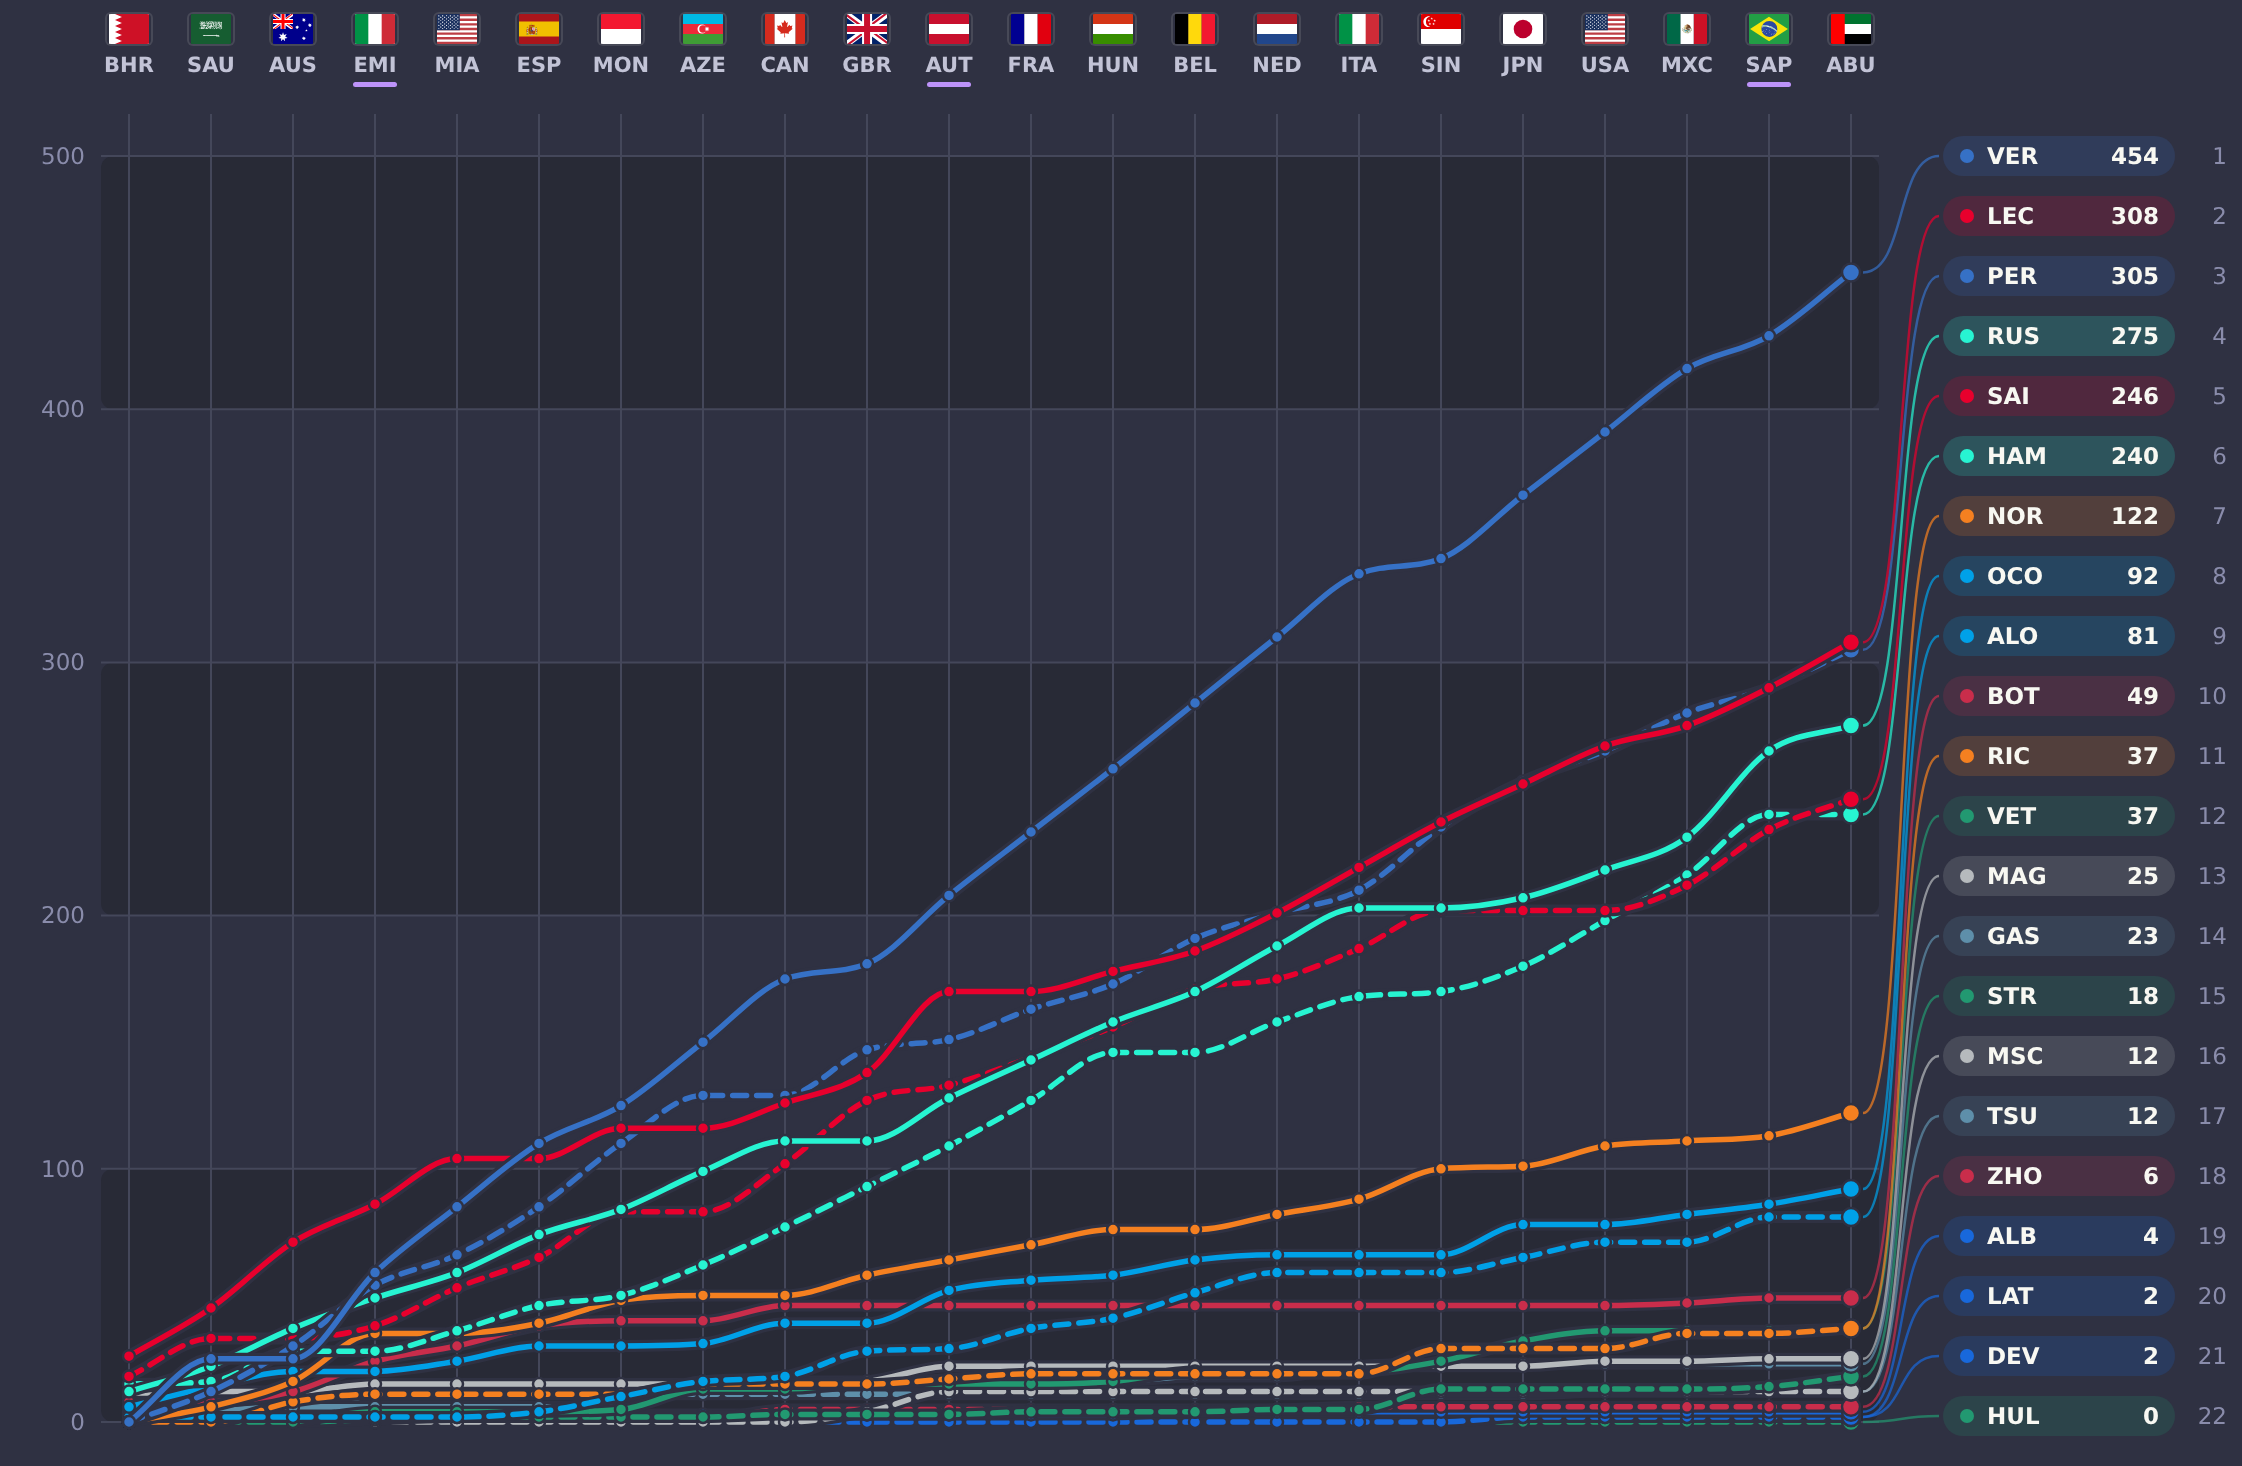 BHR SAU AUS EMI MIA ESP MON AZE CAN GBR AUT FRA HUN BEL NED ITA SIN JPN USA MXC SAP ABU
500
400
300
200
100
0
VER 454 1
LEC 308 2
PER 305 3
RUS 275 4
SAI 246 5
HAM 240 6
NOR 122 7
OCO 92 8
ALO 81 9
BOT 49 10
RIC 37 11
VET 37 12
MAG 25 13
GAS 23 14
STR 18 15
MSC 12 16
TSU 12 17
ZHO 6 18
ALB 4 19
LAT 2 20
DEV 2 21
HUL 0 22